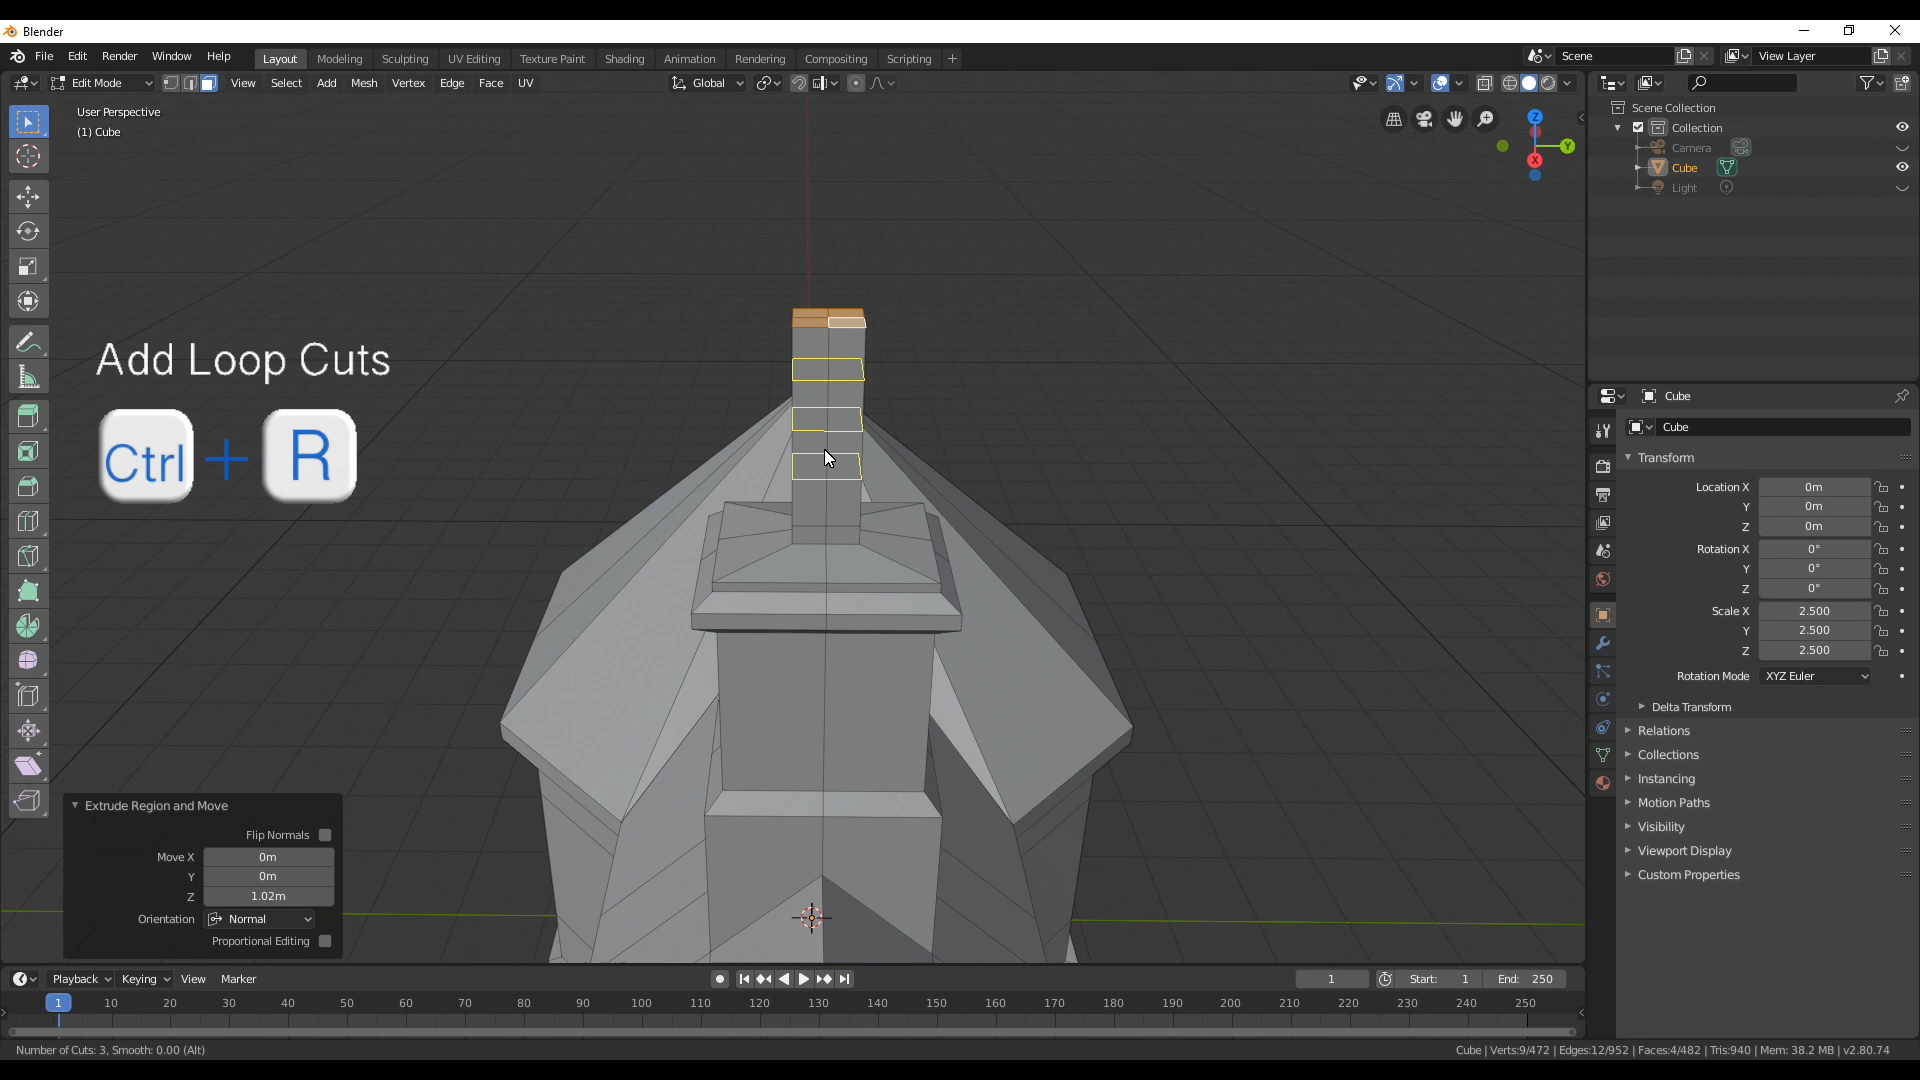 Blender
File Edit Render Window Help
Layout Modeling Sculpting UV Editing Texture Paint Shading Animation Rendering Compositing Scripting +
Scene
View Layer
Edit Mode View Select Add Mesh Vertex Edge Face UV
Global
User Perspective
(1) Cube
Z
Y
X
Scene Collection
Collection
Camera
Cube
Light
Add Loop Cuts
Ctrl + R
Cube
Cube
Transform
Location X 0m
Y 0m
Z 0m
Rotation X 0°
Y 0°
Z 0°
Scale X 2.500
Y 2.500
Z 2.500
Rotation Mode XYZ Euler
Delta Transform
Relations
Collections
Instancing
Motion Paths
Visibility
Viewport Display
Custom Properties
Extrude Region and Move
Flip Normals
Move X 0m
Y 0m
Z 1.02m
Orientation Normal
Proportional Editing
Playback Keying View Marker
1 Start: 1 End: 250
1 10 20 30 40 50 60 70 80 90 100 110 120 130 140 150 160 170 180 190 200 210 220 230 240 250
Number of Cuts: 3, Smooth: 0.00 (Alt)
Cube | Verts:9/472 | Edges:12/952 | Faces:4/482 | Tris:940 | Mem: 38.2 MB | v2.80.74